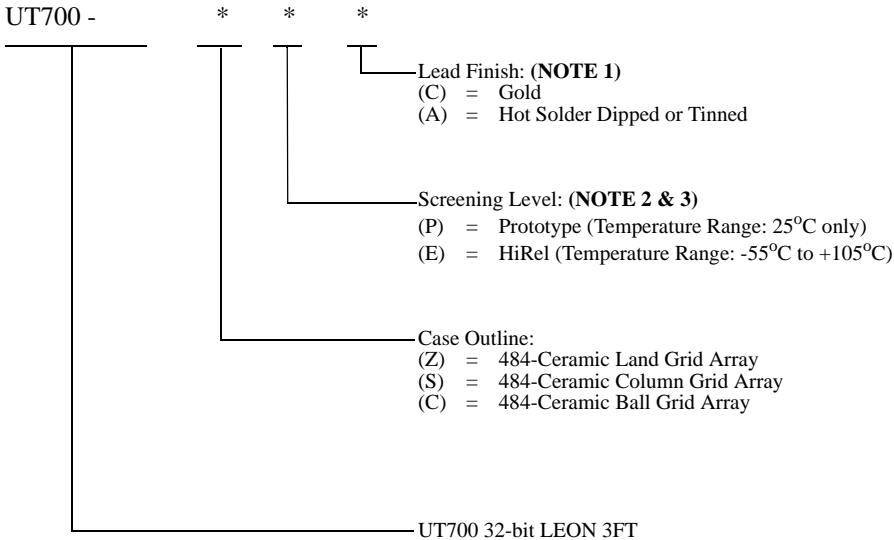 UT700 - * * *
Lead Finish: (NOTE 1)
(C) = Gold
(A) = Hot Solder Dipped or Tinned
Screening Level: (NOTE 2 & 3)
(P) = Prototype (Temperature Range: 25°C only)
(E) = HiRel (Temperature Range: -55°C to +105°C)
Case Outline:
(Z) = 484-Ceramic Land Grid Array
(S) = 484-Ceramic Column Grid Array
(C) = 484-Ceramic Ball Grid Array
UT700 32-bit LEON 3FT